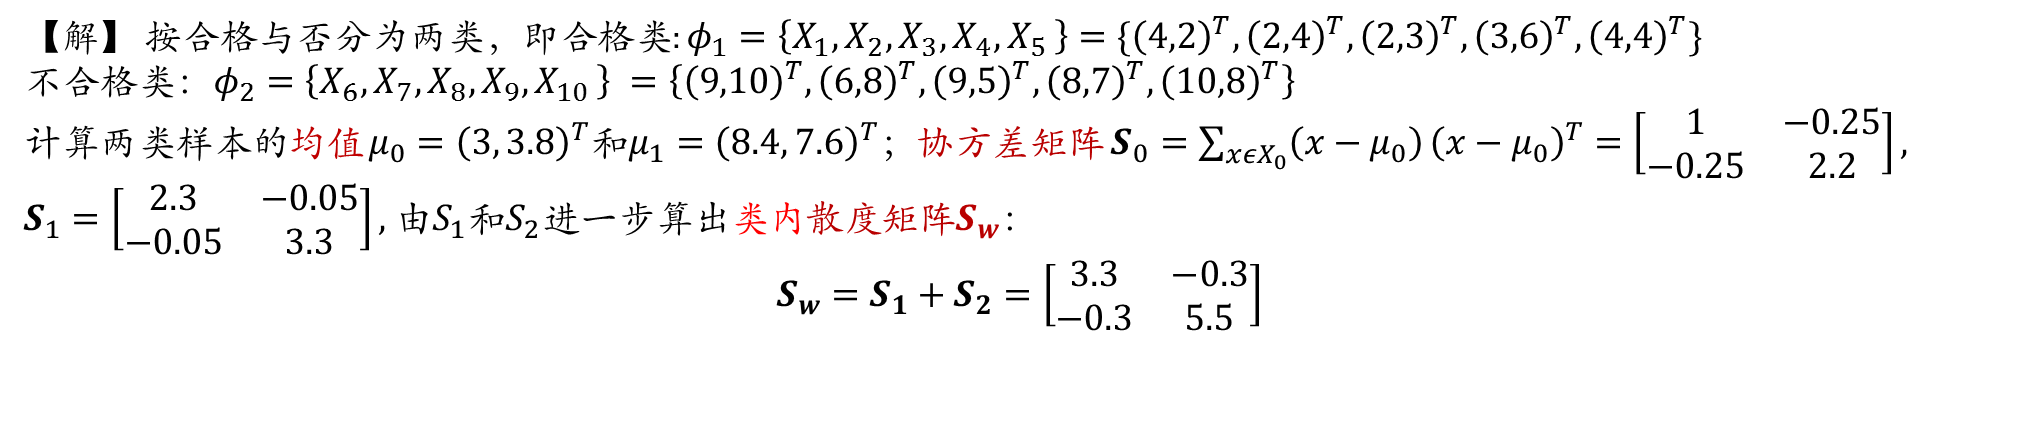 【解】按合格与否分为两类，即合格类:ϕ₁ = {X₁, X₂, X₃, X₄, X₅ } = {(4,2)ᵀ, (2,4)ᵀ, (2,3)ᵀ, (3,6)ᵀ, (4,4)ᵀ}
不合格类：ϕ₂ = {X₆, X₇, X₈, X₉, X₁₀ } = {(9,10)ᵀ, (6,8)ᵀ, (9,5)ᵀ, (8,7)ᵀ, (10,8)ᵀ}
计算两类样本的均值μ₀ = (3, 3.8)ᵀ和μ₁ = (8.4, 7.6)ᵀ；协方差矩阵S₀ = ∑_{xϵX₀}(x − μ₀) (x − μ₀)ᵀ = [1 −0.25; −0.25 2.2],
S₁ = [2.3 −0.05; −0.05 3.3], 由S₁和S₂进一步算出类内散度矩阵S_w：
S_w = S₁ + S₂ = [3.3 −0.3; −0.3 5.5]